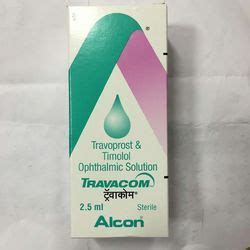 Travoprost &
Timolol
Ophthalmic Solution
TRAVACOM
ट्रॅवाकोम
2.5 ml Sterile
Alcon